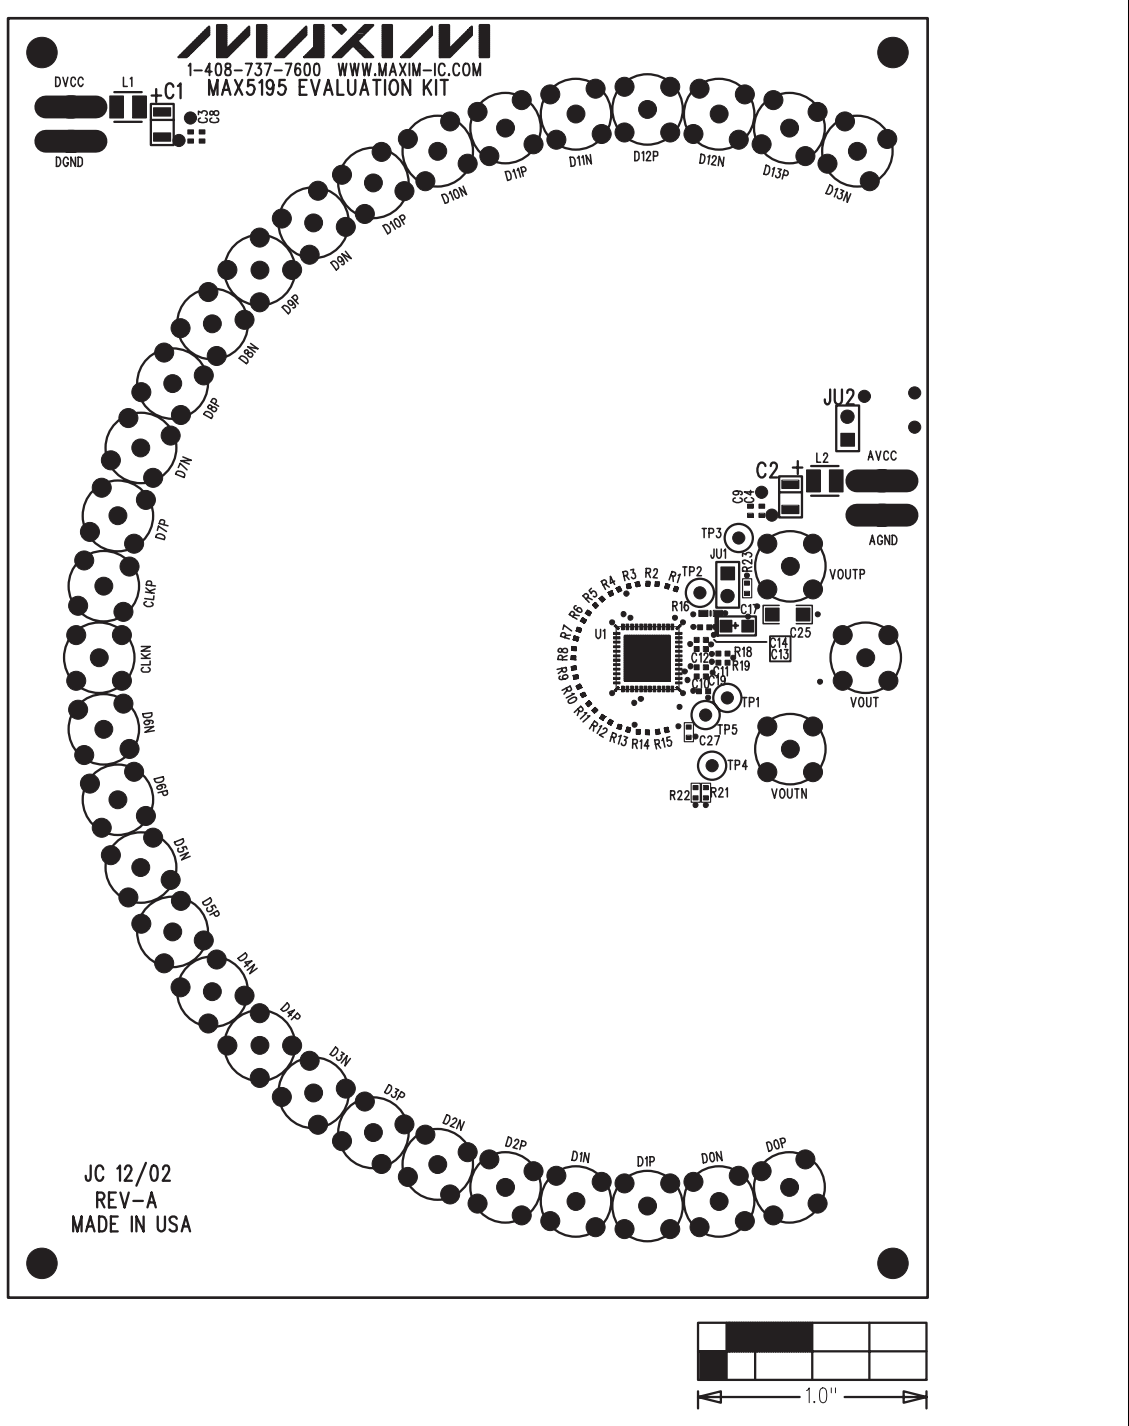 MAXIM
1-408-737-7600 WWW.MAXIM-IC.COM
MAX5195 EVALUATION KIT
DVCC
L1
+C1
C3
C8
DGND
D10N
D11P
D11N
D12P
D12N
D13P
D13N
D10P
D9N
D9P
D8N
D8P
D7N
D7P
CLKP
CLKN
D6N
D6P
D5N
D5P
D4N
D4P
D3N
D3P
D2N
D2P
D1N
D1P
D0N
D0P
JU2
L2
AVCC
C2 +
C9
C4
AGND
TP3
JU1
R23
VOUTP
TP2
R1
R2
R3
R4
R5
R6
R7
R8
R9
R10
R11
R12
R13
R14
R15
R16
U1
C17
+
C25
C14
C13
C12
R18
R19
C11
C10
C19
TP1
TP5
C27
VOUT
TP4
R22
R21
VOUTN
JC 12/02
REV-A
MADE IN USA
1.0"